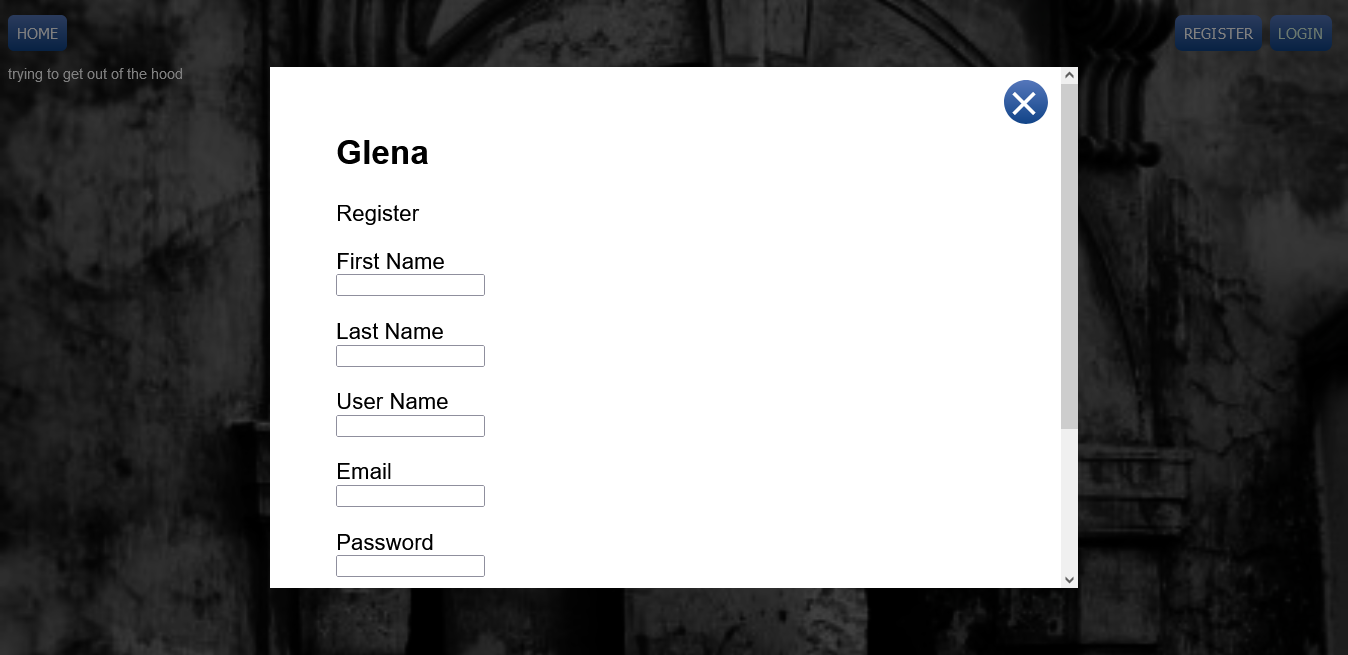 HOME
REGISTER LOGIN
trying to get out of the hood
Glena
Register
First Name
Last Name
User Name
Email
Password